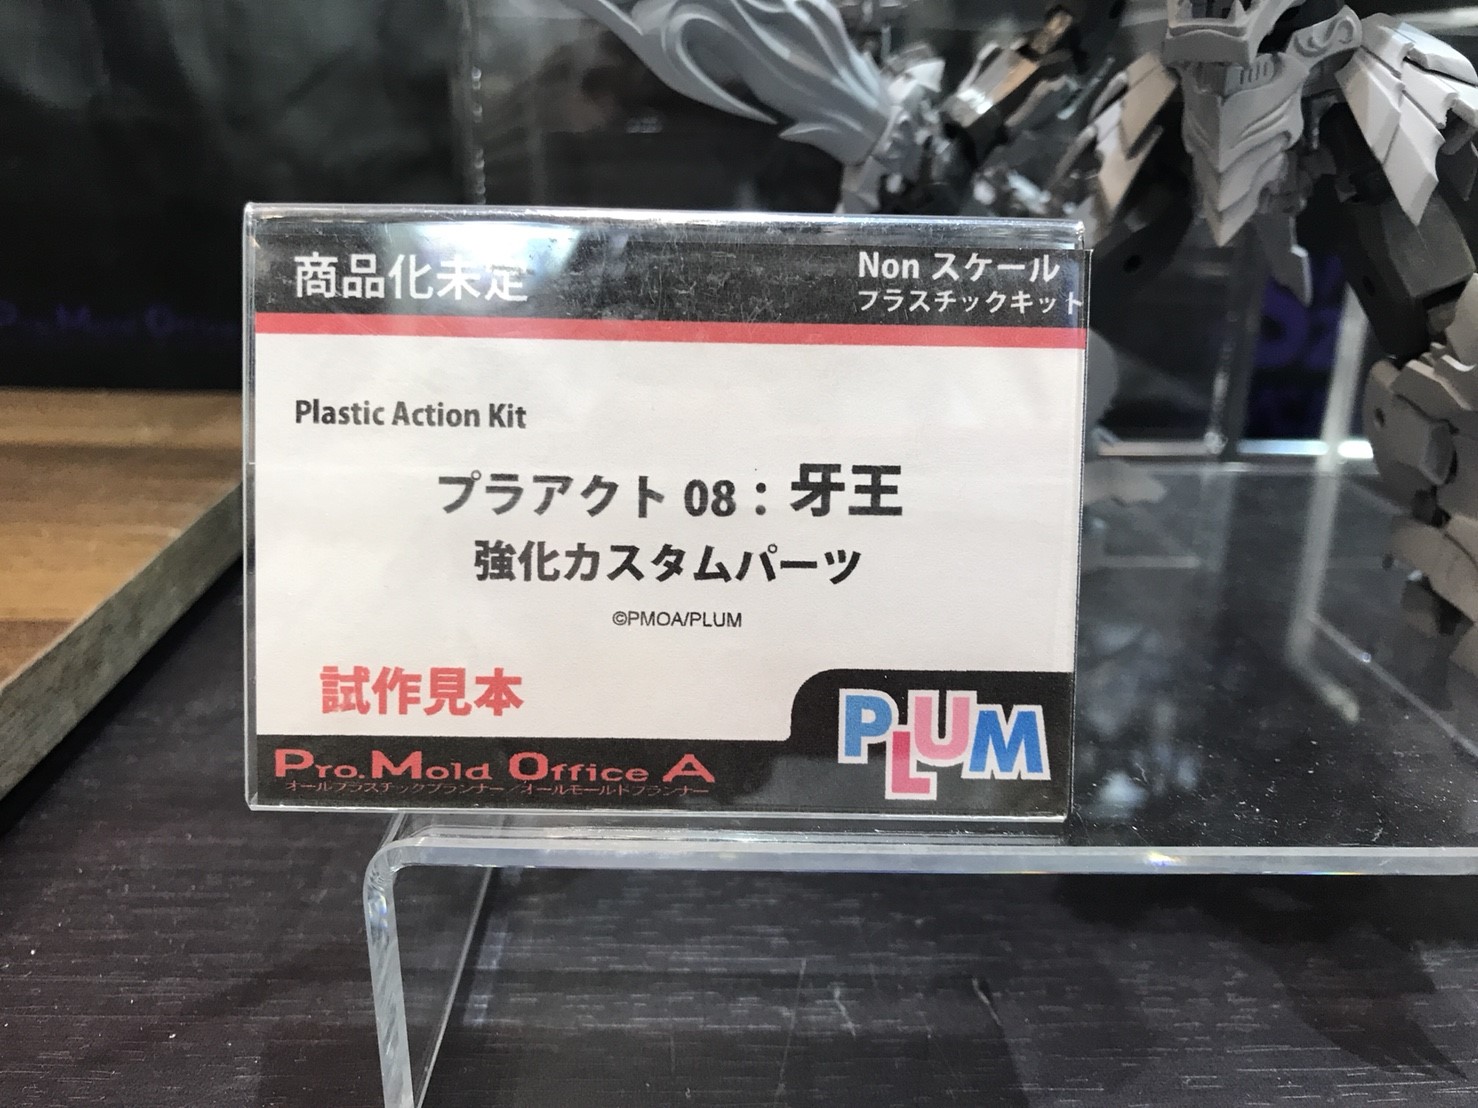 商品化未定
Non スケール
プラスチックキット
Plastic Action Kit
プラアクト 08：牙王
強化カスタムパーツ
©PMOA/PLUM
試作見本
PRO.MOLD OFFICE A
オールプラスチックプランナー／オールモールドプランナー
PLUM